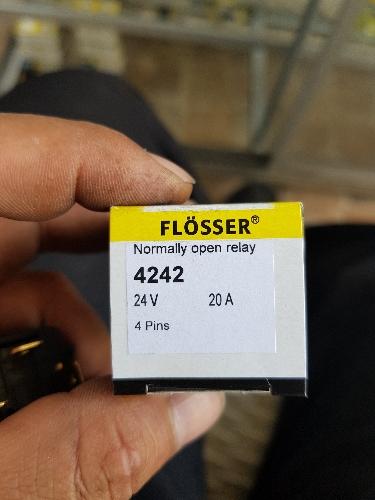 FLÖSSER®
Normally open relay
4242
24 V 20 A
4 Pins